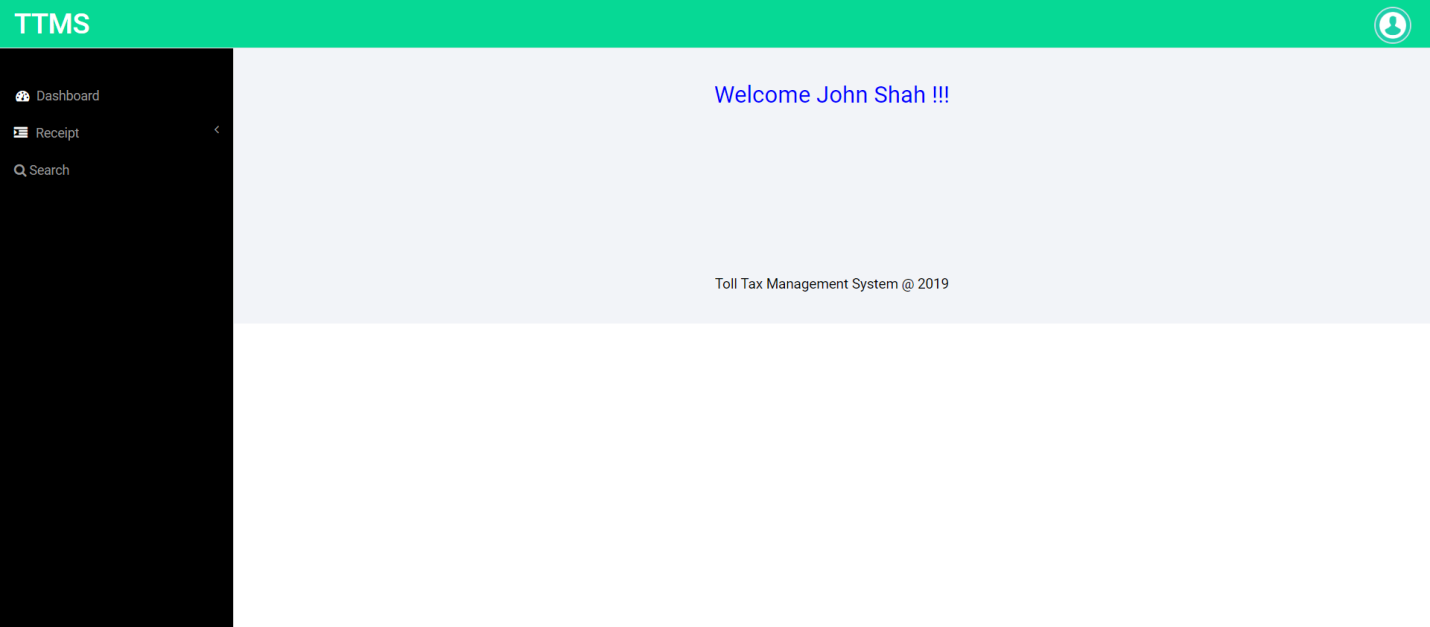 TTMS
Dashboard
Receipt
Search
Welcome John Shah !!!
Toll Tax Management System @ 2019